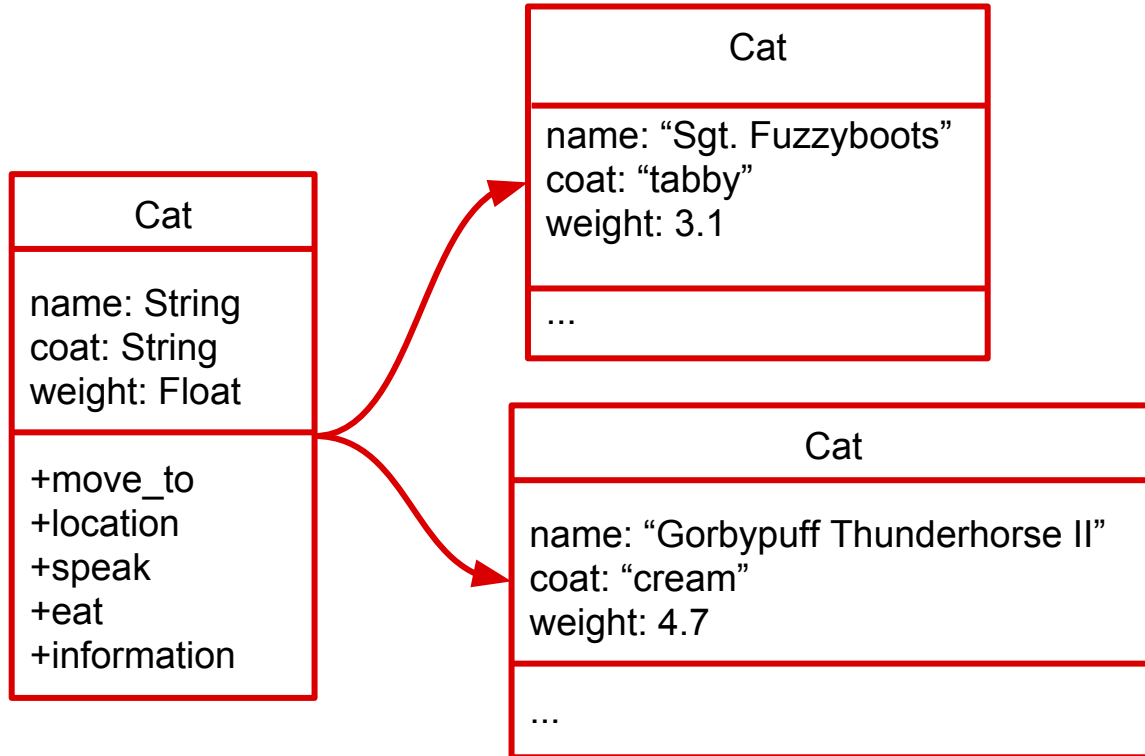 Cat
name: String
coat: String
weight: Float
+move_to
+location
+speak
+eat
+information
Cat
name: “Sgt. Fuzzyboots”
coat: “tabby”
weight: 3.1
...
Cat
name: “Gorbypuff Thunderhorse II”
coat: “cream”
weight: 4.7
...